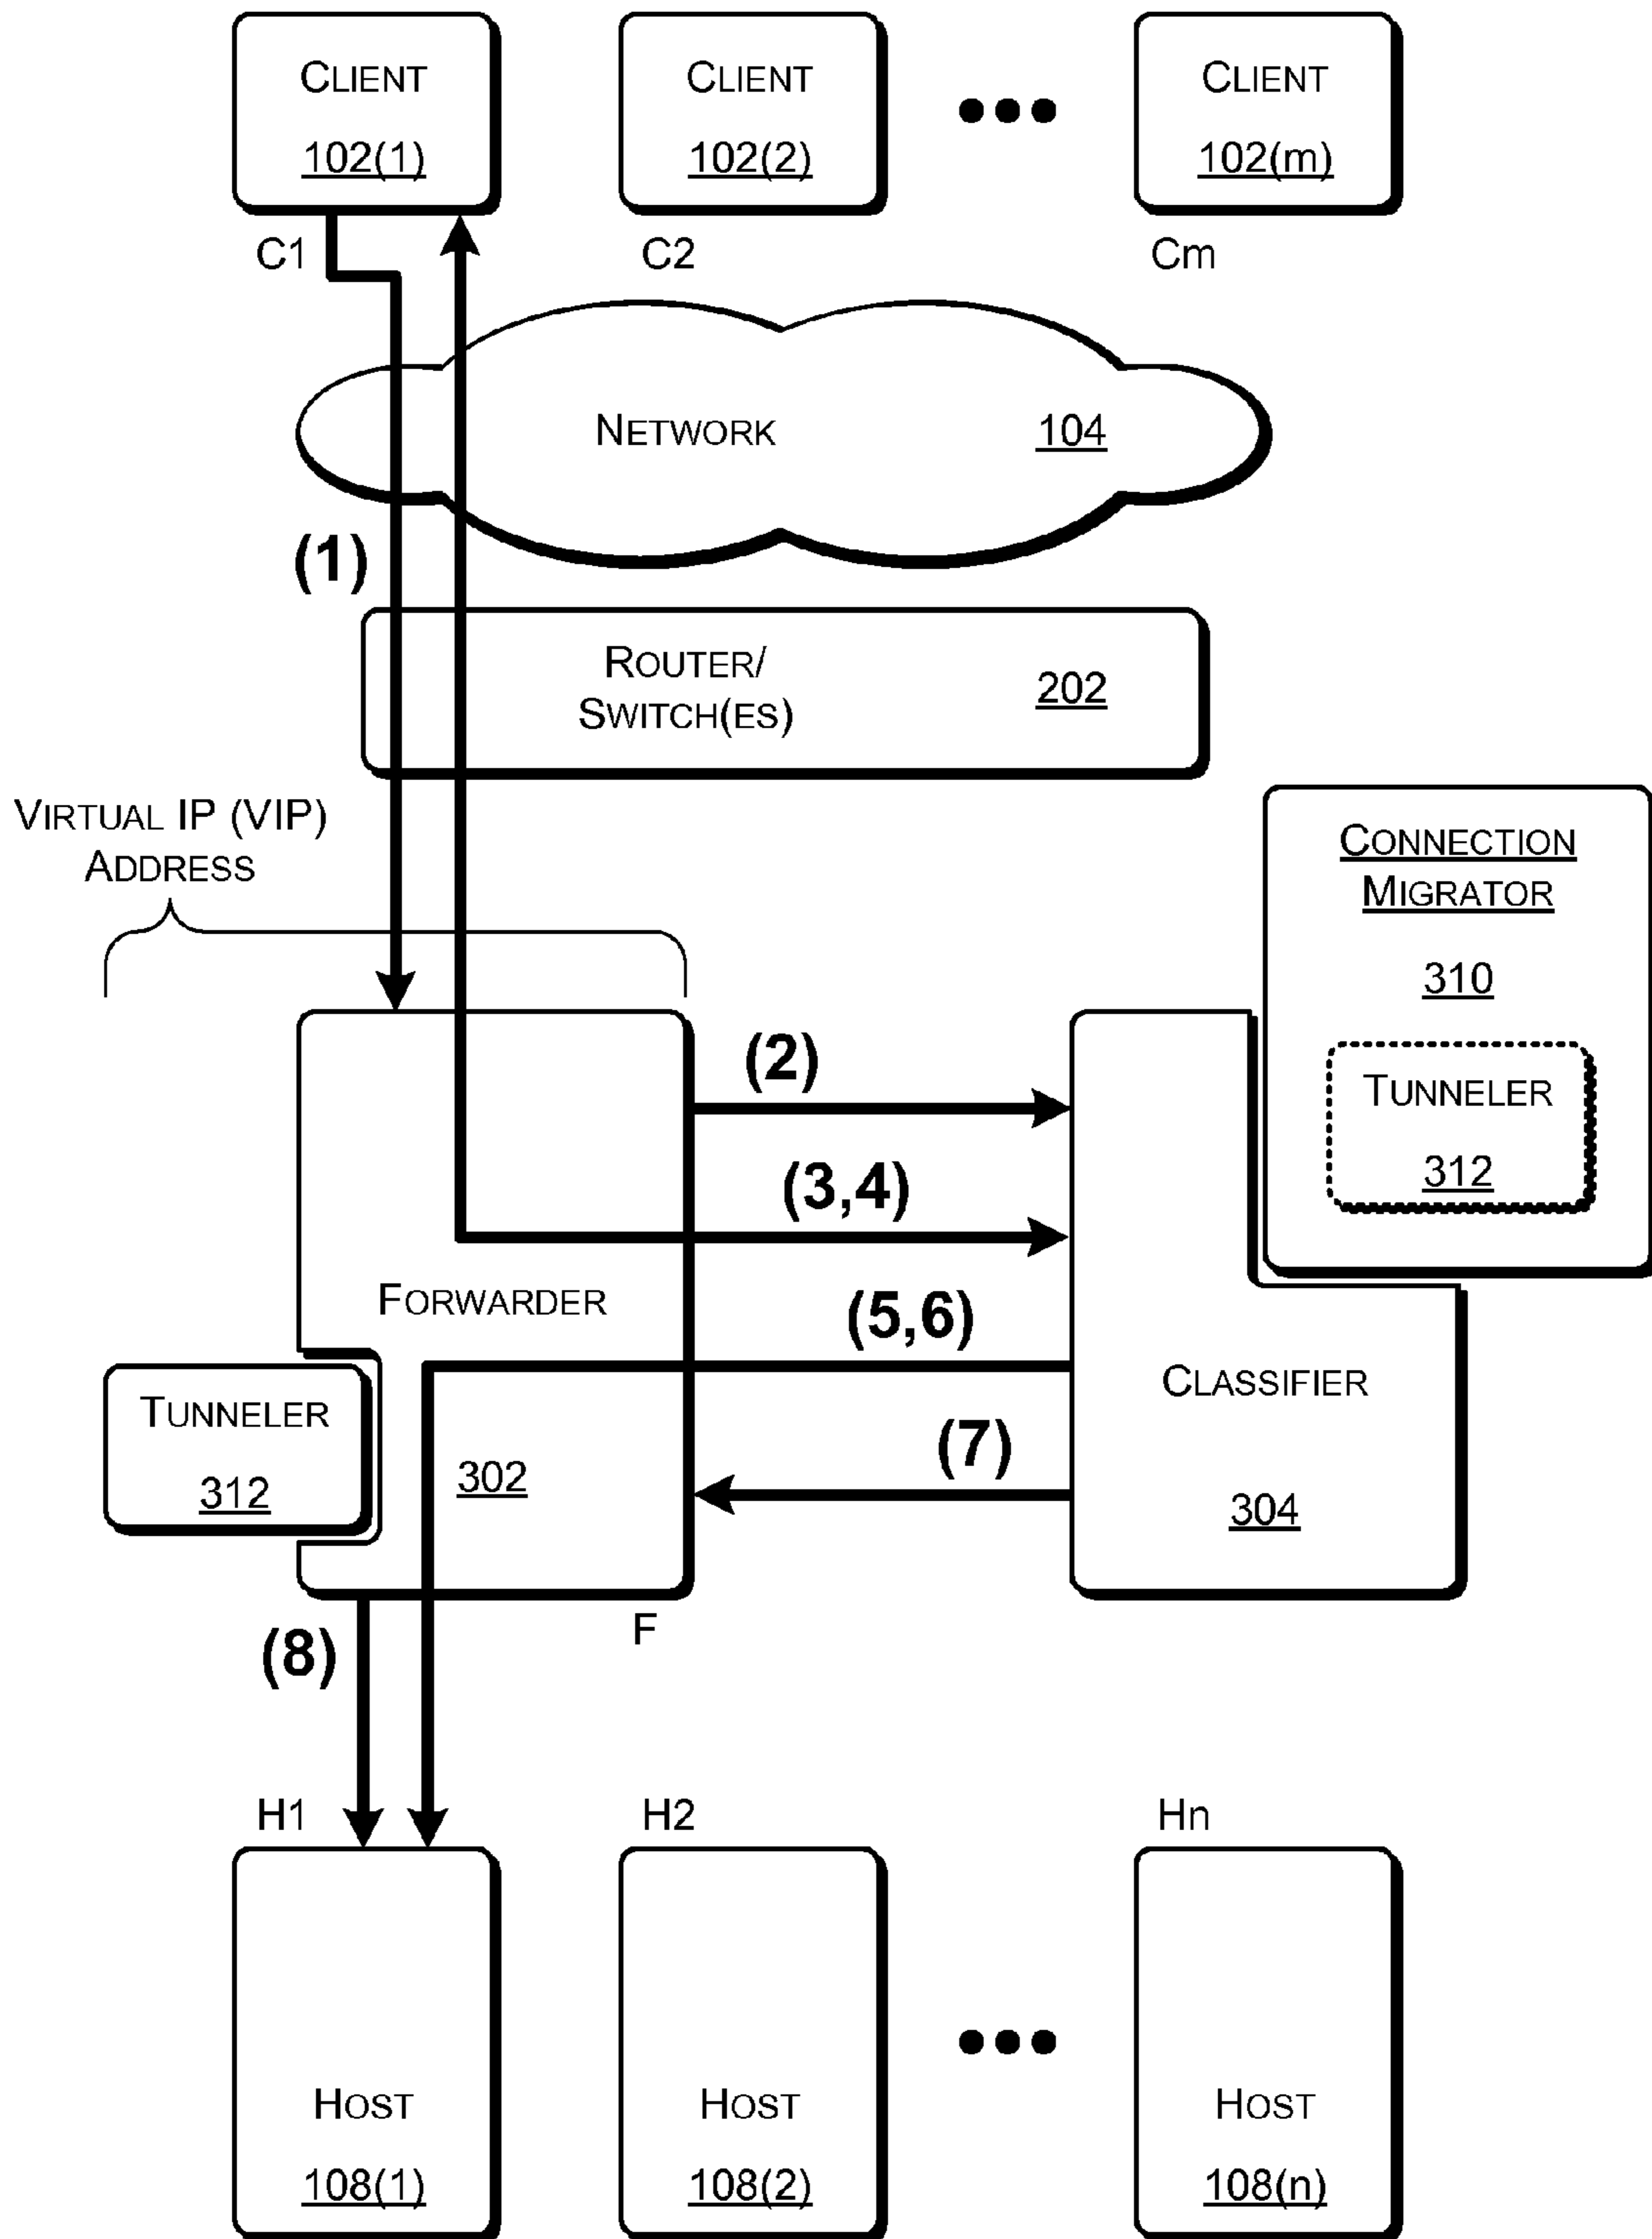 CLIENT
102(1)
CLIENT
102(2)
CLIENT
102(m)
C1
C2
Cm
NETWORK
104
(1)
ROUTER/
SWITCH(ES)
202
VIRTUAL IP (VIP)
ADDRESS
CONNECTION
MIGRATOR
310
TUNNELER
312
(2)
(3,4)
FORWARDER
(5,6)
CLASSIFIER
TUNNELER
312
302
(7)
304
F
(8)
H1
H2
Hn
HOST
108(1)
HOST
108(2)
HOST
108(n)